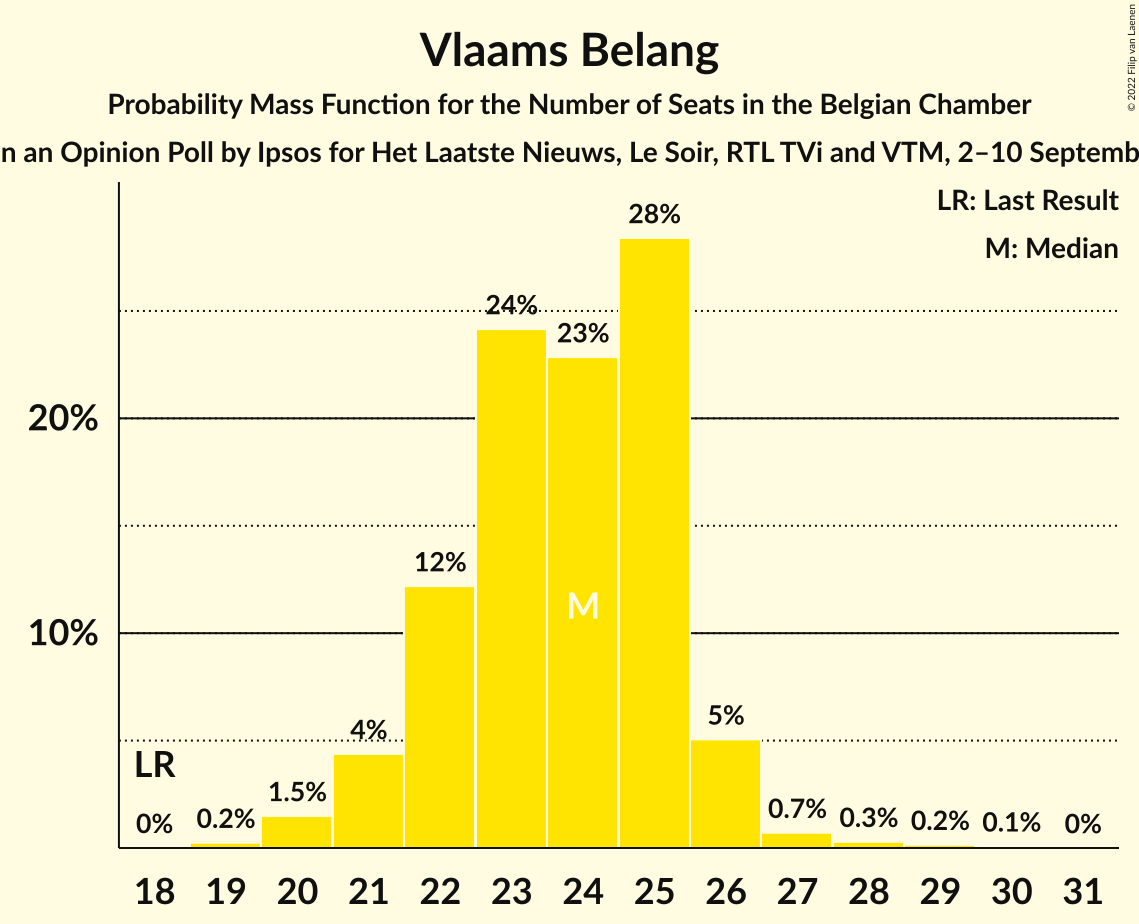 Vlaams Belang
Probability Mass Function for the Number of Seats in the Belgian Chamber
n an Opinion Poll by Ipsos for Het Laatste Nieuws, Le Soir, RTL TVi and VTM, 2–10 Septemb
© 2022 Filip van Laenen
LR: Last Result
M: Median
28%
24%
23%
20%
12%
M
10%
5%
4%
LR
1.5%
0.7%
0% 0.2% 0.3% 0.2% 0.1% 0%
18 19 20 21 22 23 24 25 26 27 28 29 30 31